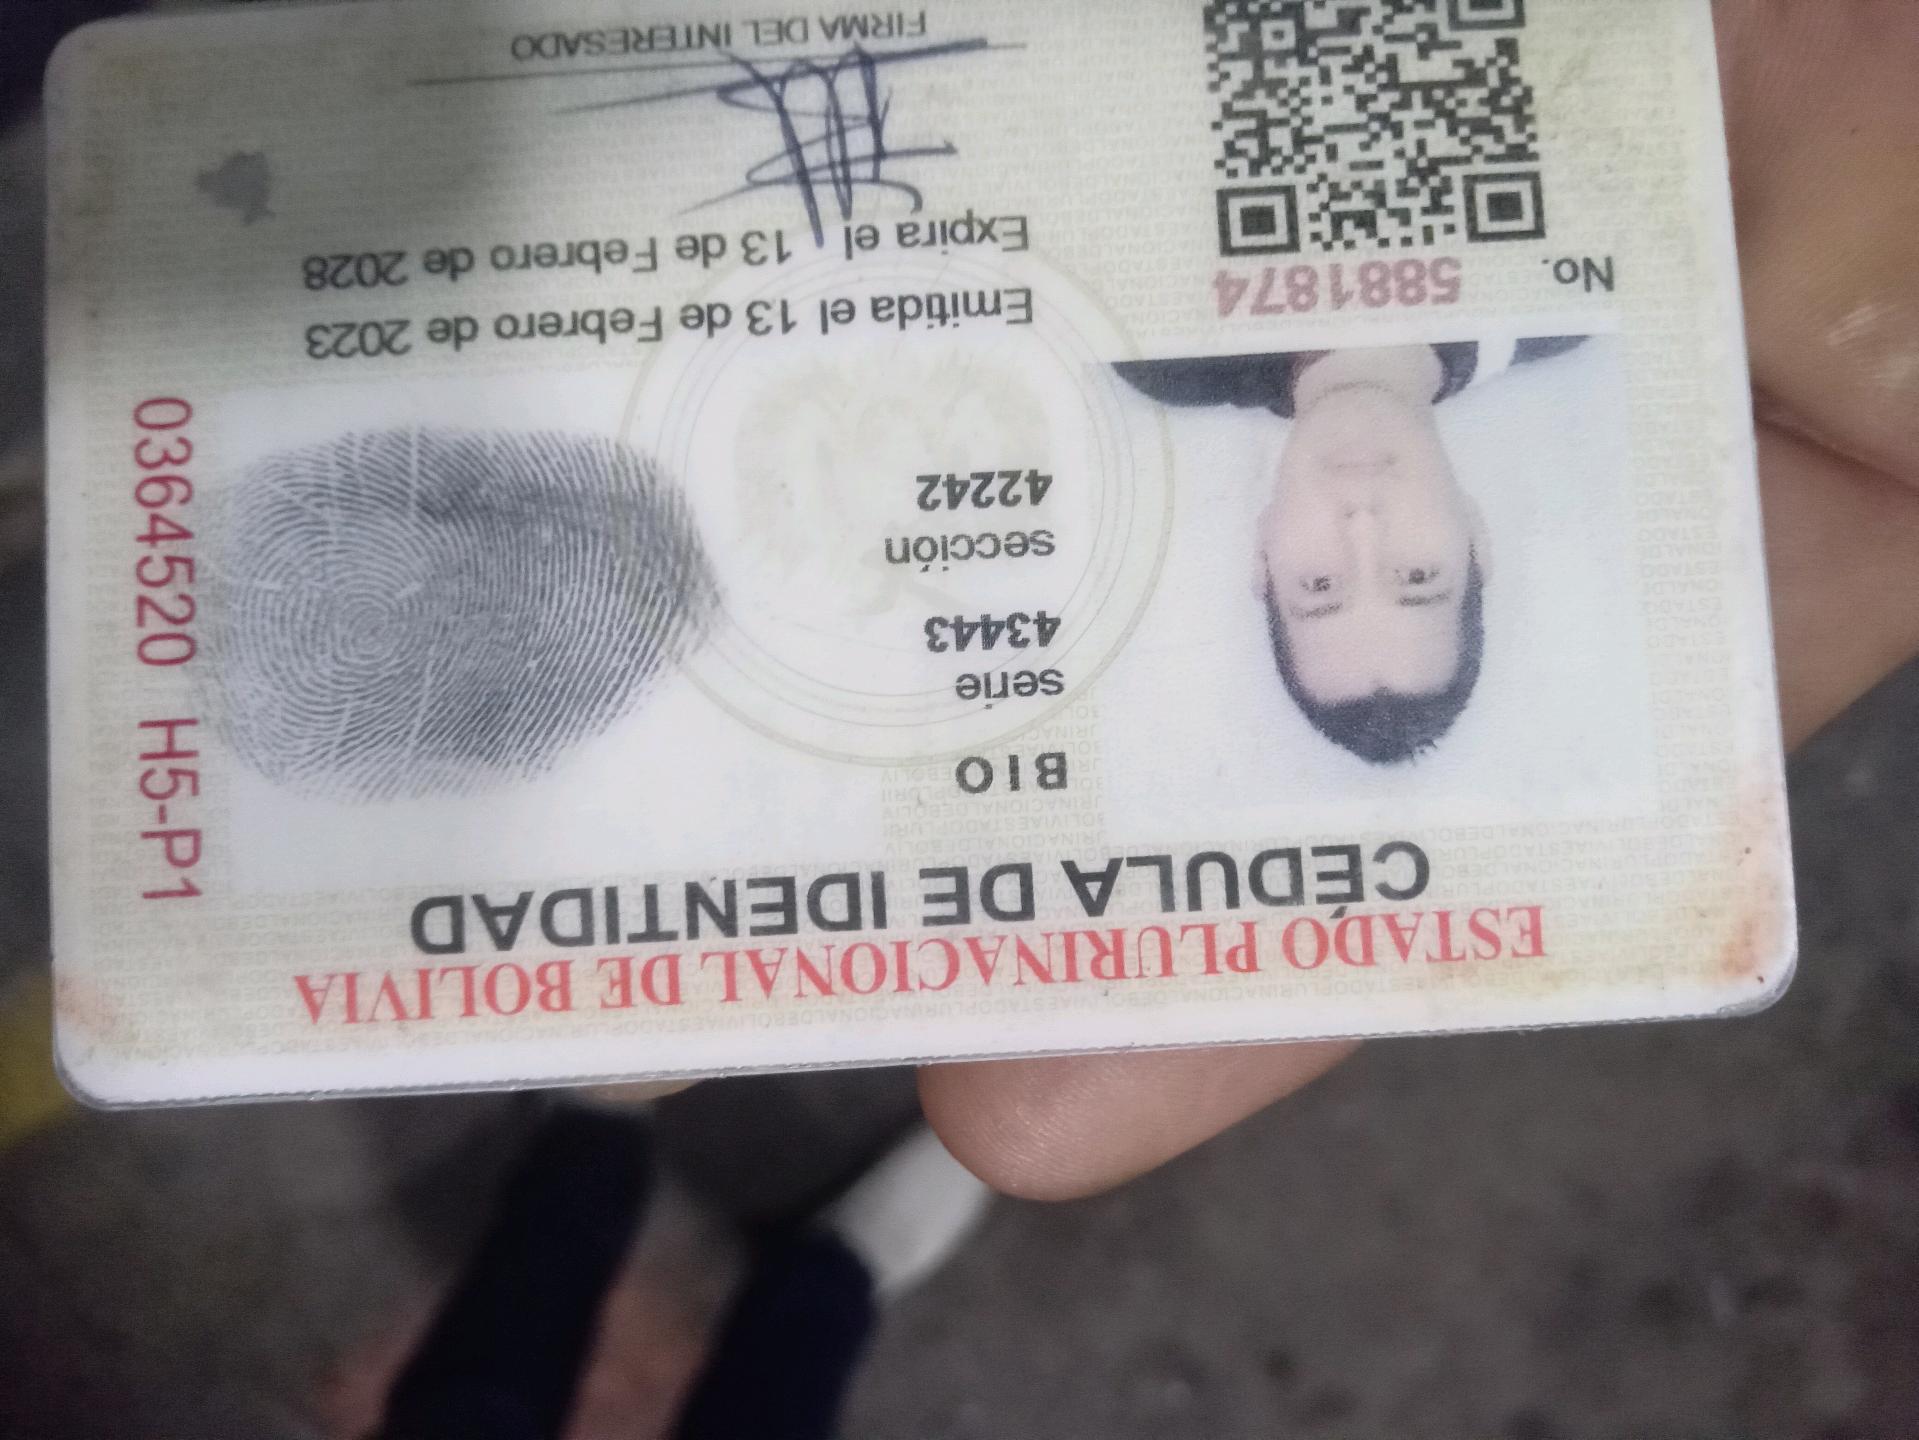 ESTADO PLURINACIONAL DE BOLIVIA
CÉDULA DE IDENTIDAD
BIO
serie
43443
sección
42242
0364520 H5-P1
No. 5881874
Emitida el 13 de Febrero de 2023
Expira el 13 de Febrero de 2028
FIRMA DEL INTERESADO